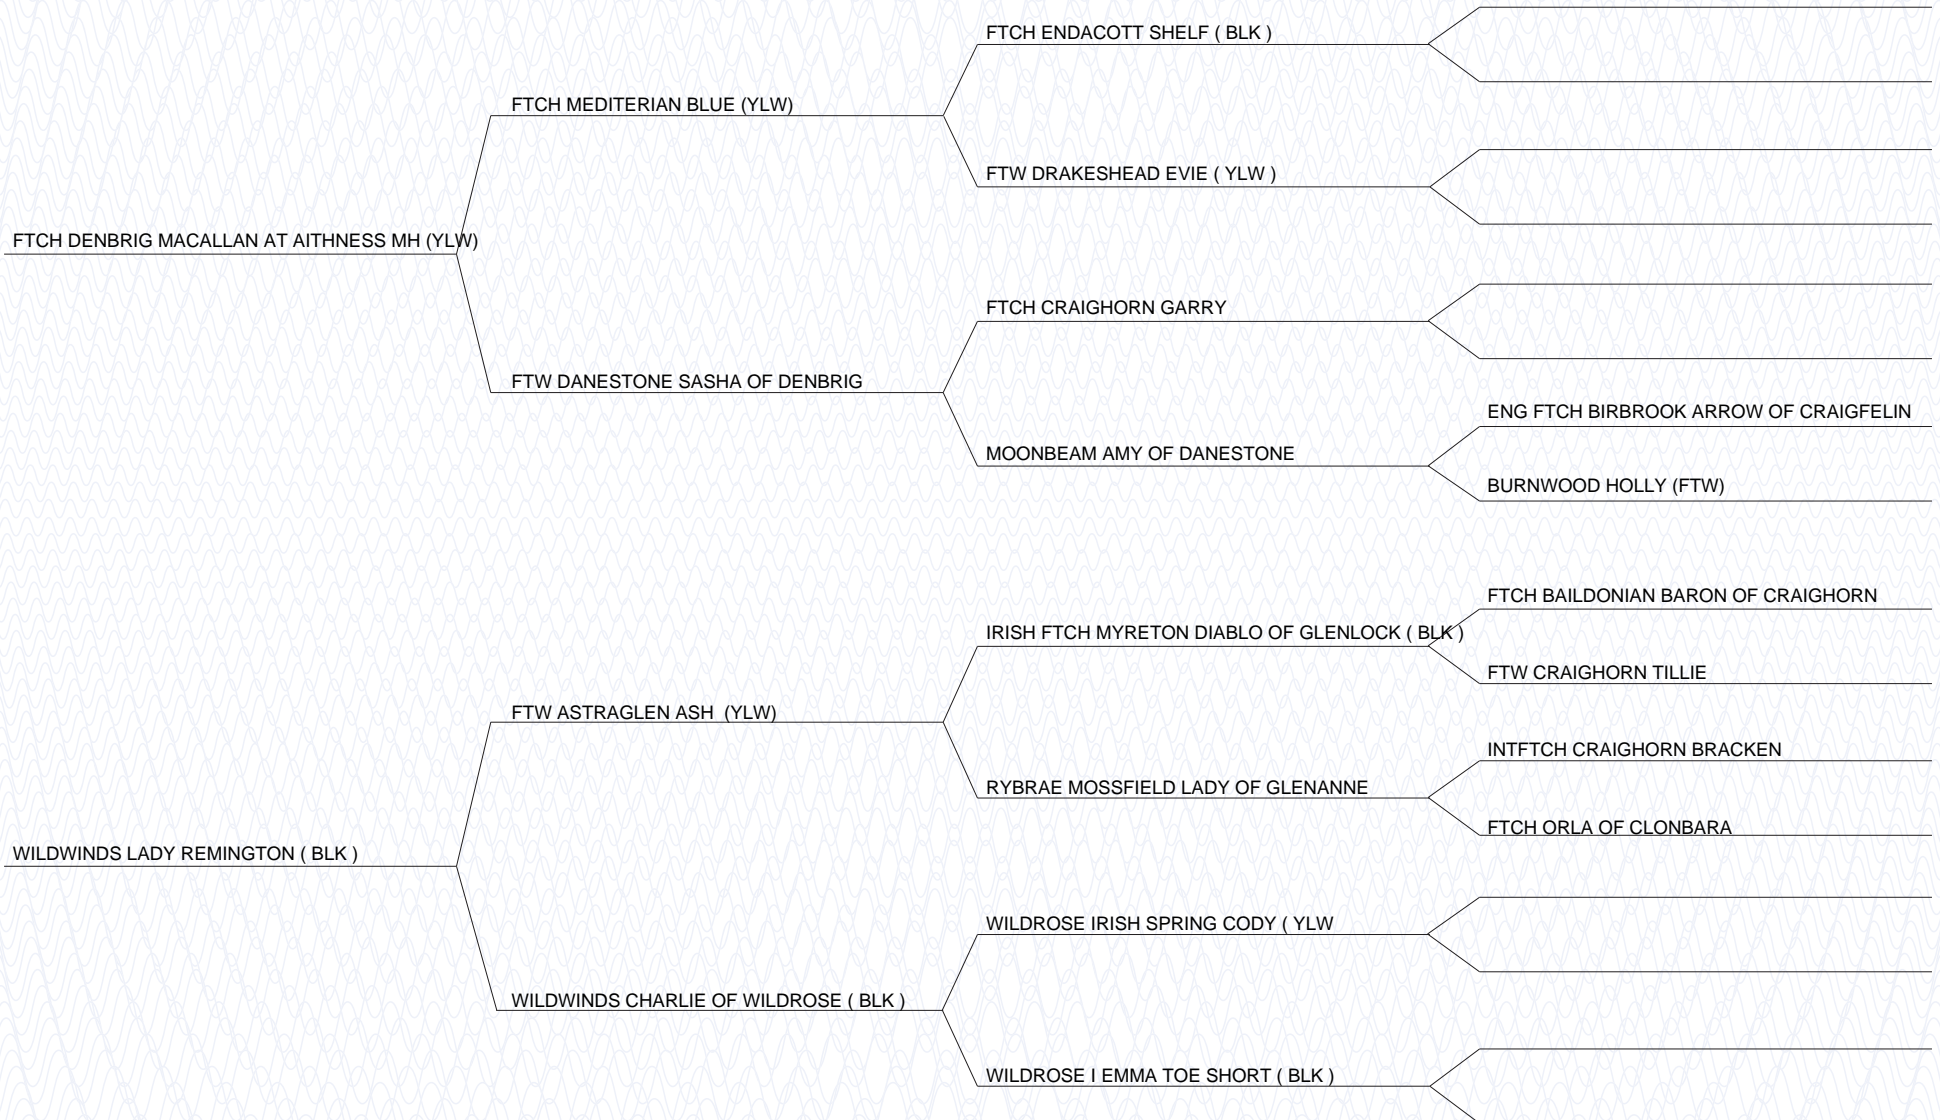 FTCH ENDACOTT SHELF ( BLK )
FTCH MEDITERIAN BLUE (YLW)
FTW DRAKESHEAD EVIE ( YLW )
FTCH DENBRIG MACALLAN AT AITHNESS MH (YLW)
FTCH CRAIGHORN GARRY
FTW DANESTONE SASHA OF DENBRIG
ENG FTCH BIRBROOK ARROW OF CRAIGFELIN
MOONBEAM AMY OF DANESTONE
BURNWOOD HOLLY (FTW)
FTCH BAILDONIAN BARON OF CRAIGHORN
IRISH FTCH MYRETON DIABLO OF GLENLOCK ( BLK )
FTW CRAIGHORN TILLIE
FTW ASTRAGLEN ASH  (YLW)
INTFTCH CRAIGHORN BRACKEN
RYBRAE MOSSFIELD LADY OF GLENANNE
FTCH ORLA OF CLONBARA
WILDWINDS LADY REMINGTON ( BLK )
WILDROSE IRISH SPRING CODY ( YLW
WILDWINDS CHARLIE OF WILDROSE ( BLK )
WILDROSE I EMMA TOE SHORT ( BLK )